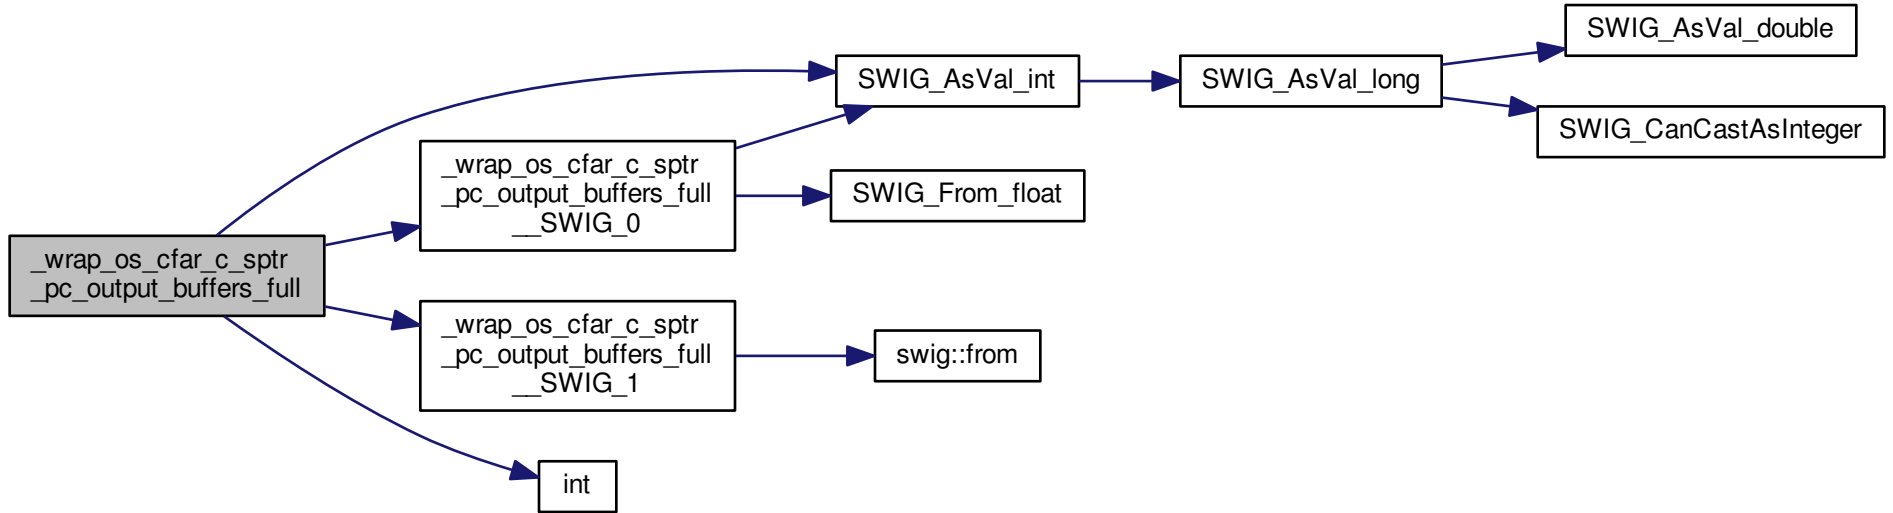 _wrap_os_cfar_c_sptr
_pc_output_buffers_full
_wrap_os_cfar_c_sptr
_pc_output_buffers_full
__SWIG_0
_wrap_os_cfar_c_sptr
_pc_output_buffers_full
__SWIG_1
int
SWIG_AsVal_int
SWIG_From_float
swig::from
SWIG_AsVal_long
SWIG_AsVal_double
SWIG_CanCastAsInteger